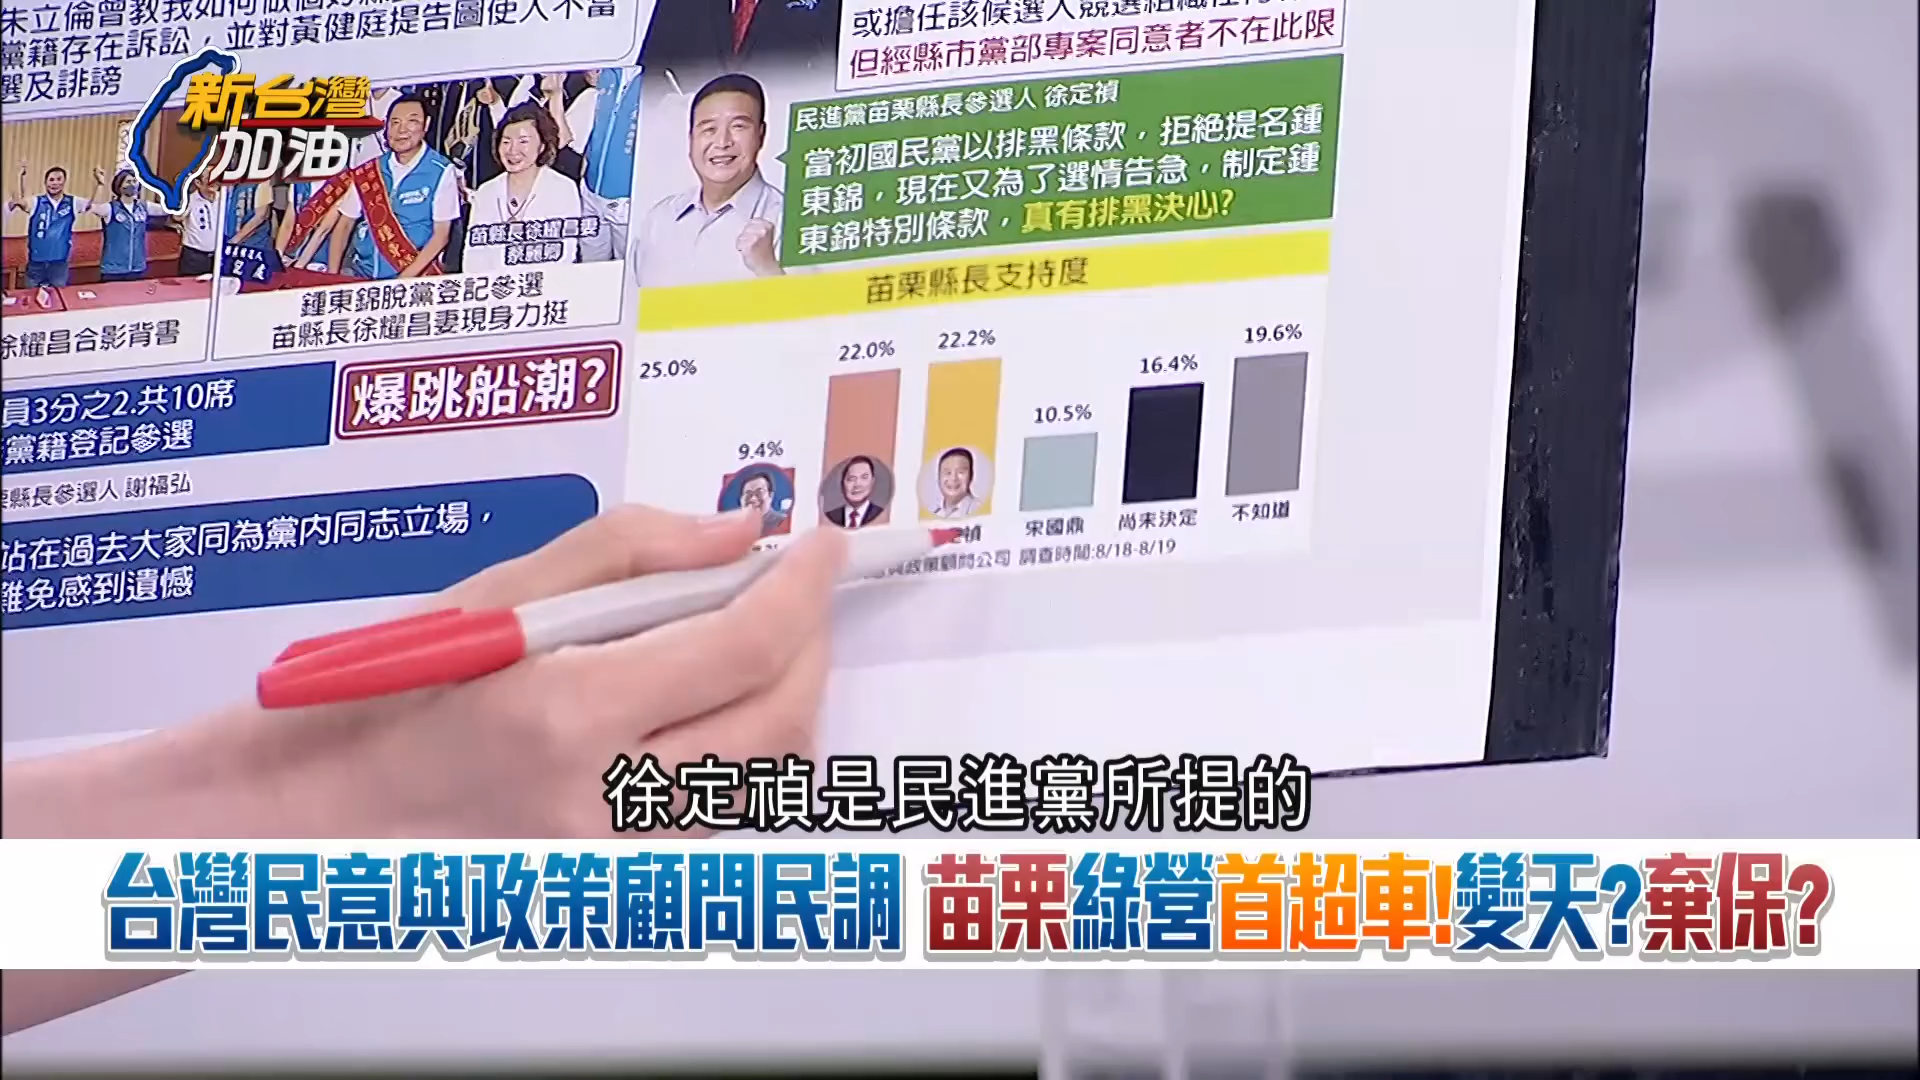 朱立倫曾教我如何做個好
黨籍存在訴訟,並對黃健庭提告圖使人不當
選及誹謗
新台灣
加油
徐耀昌合影背書
苗縣長徐耀昌妻
蔡麗卿
鍾東錦脫黨登記參選
苗縣長徐耀昌妻現身力挺
員3分之2.共10席
黨籍登記參選
爆跳船潮?
縣長參選人 謝福弘
站在過去大家同為黨內同志立場,
難免感到遺憾
或擔任該候選人競選組織
但經縣市黨部專案同意者不在此限
民進黨苗栗縣長參選人 徐定禎
當初國民黨以排黑條款,拒絕提名鍾
東錦,現在又為了選情告急,制定鍾
東錦特別條款,真有排黑決心?
苗栗縣長支持度
25.0%
9.4%
22.0%
22.2%
10.5%
16.4%
19.6%
禎
宋國鼎
尚未決定
不知道
與政策顧問公司 調查時間:8/18-8/19
徐定禎是民進黨所提的
台灣民意與政策顧問民調 苗栗綠營首超車!變天?棄保?